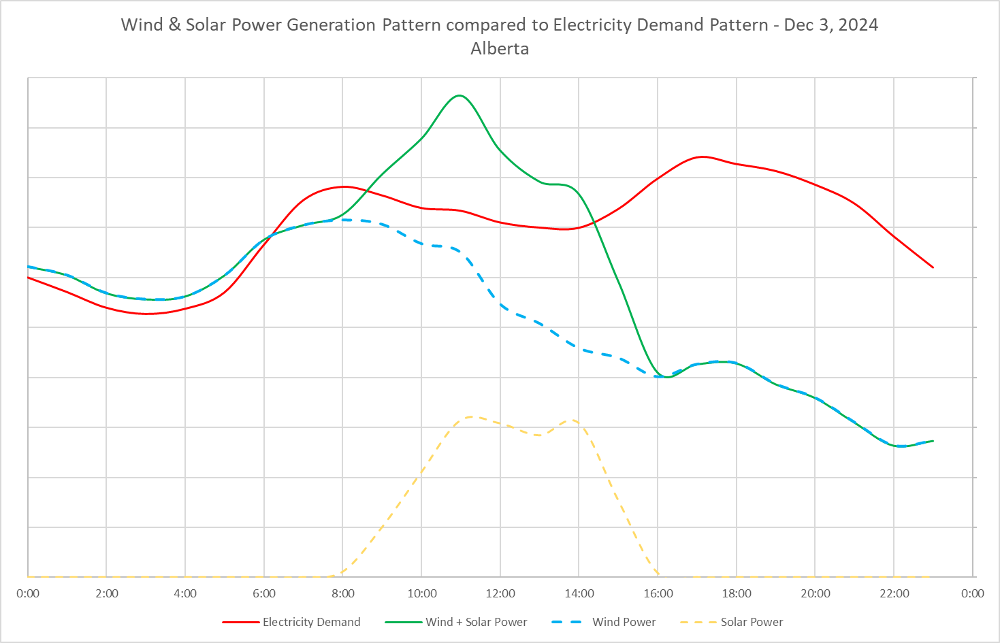 Wind & Solar Power Generation Pattern compared to Electricity Demand Pattern - Dec 3, 2024
Alberta
0:00 2:00 4:00 6:00 8:00 10:00 12:00 14:00 16:00 18:00 20:00 22:00 0:00
Electricity Demand Wind + Solar Power Wind Power Solar Power